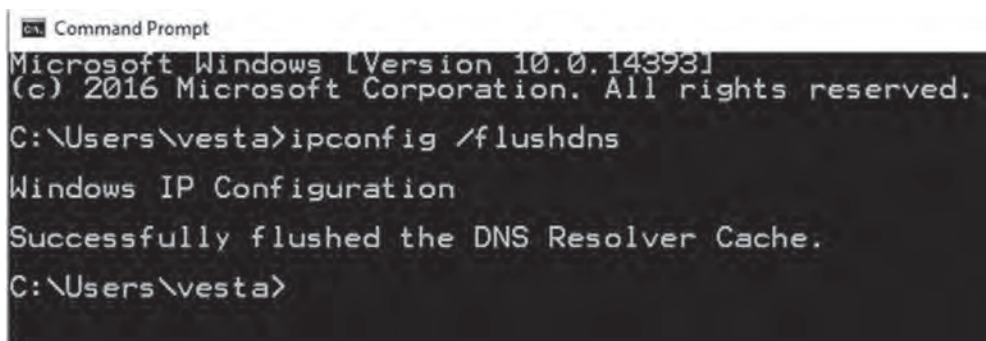 Command Prompt
Microsoft Windows [Version 10.0.14393]
(c) 2016 Microsoft Corporation. All rights reserved.
C:\Users\vesta>ipconfig /flushdns
Windows IP Configuration
Successfully flushed the DNS Resolver Cache.
C:\Users\vesta>